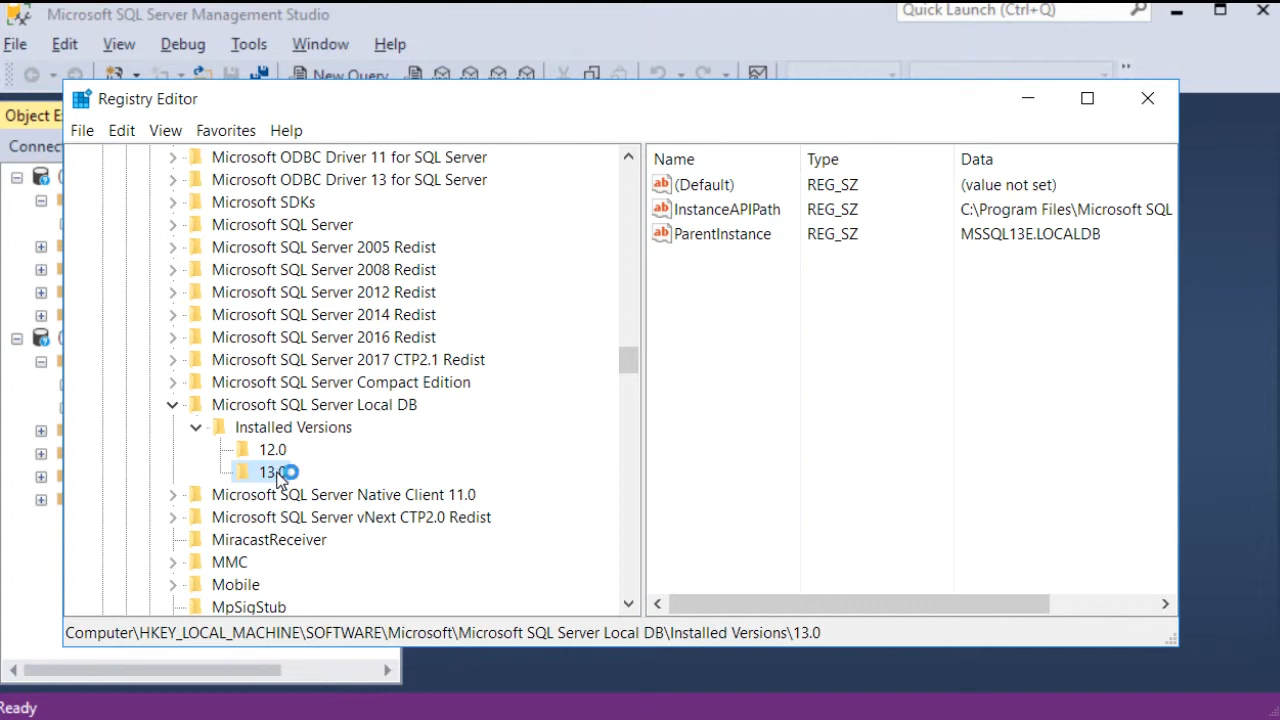 Microsoft SQL Server Management Studio
Quick Launch (Ctrl+Q)
File Edit View Debug Tools Window Help
New Query
Object E
Connec
Registry Editor
File Edit View Favorites Help
Microsoft ODBC Driver 11 for SQL Server
Microsoft ODBC Driver 13 for SQL Server
Microsoft SDKs
Microsoft SQL Server
Microsoft SQL Server 2005 Redist
Microsoft SQL Server 2008 Redist
Microsoft SQL Server 2012 Redist
Microsoft SQL Server 2014 Redist
Microsoft SQL Server 2016 Redist
Microsoft SQL Server 2017 CTP2.1 Redist
Microsoft SQL Server Compact Edition
Microsoft SQL Server Local DB
Installed Versions
12.0
13.0
Microsoft SQL Server Native Client 11.0
Microsoft SQL Server vNext CTP2.0 Redist
MiracastReceiver
MMC
Mobile
MpSigStub
Name Type Data
ab (Default) REG_SZ (value not set)
ab InstanceAPIPath REG_SZ C:\Program Files\Microsoft SQL
ab ParentInstance REG_SZ MSSQL13E.LOCALDB
Computer\HKEY_LOCAL_MACHINE\SOFTWARE\Microsoft\Microsoft SQL Server Local DB\Installed Versions\13.0
Ready